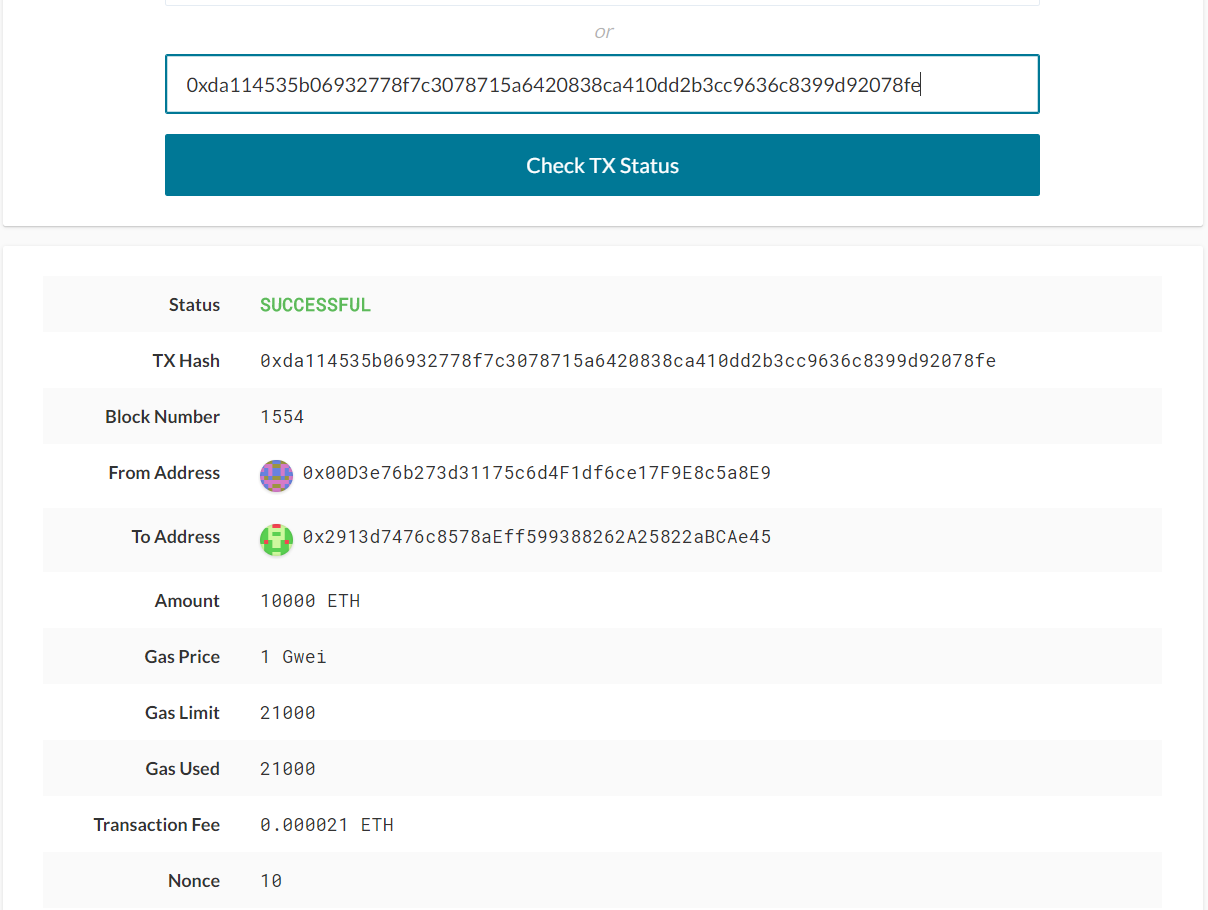 or
0xda114535b06932778f7c3078715a6420838ca410dd2b3cc9636c8399d92078fe
Check TX Status
Status SUCCESSFUL
TX Hash 0xda114535b06932778f7c3078715a6420838ca410dd2b3cc9636c8399d92078fe
Block Number 1554
From Address 0x00D3e76b273d31175c6d4F1df6ce17F9E8c5a8E9
To Address 0x2913d7476c8578aEff599388262A25822aBCAe45
Amount 10000 ETH
Gas Price 1 Gwei
Gas Limit 21000
Gas Used 21000
Transaction Fee 0.000021 ETH
Nonce 10